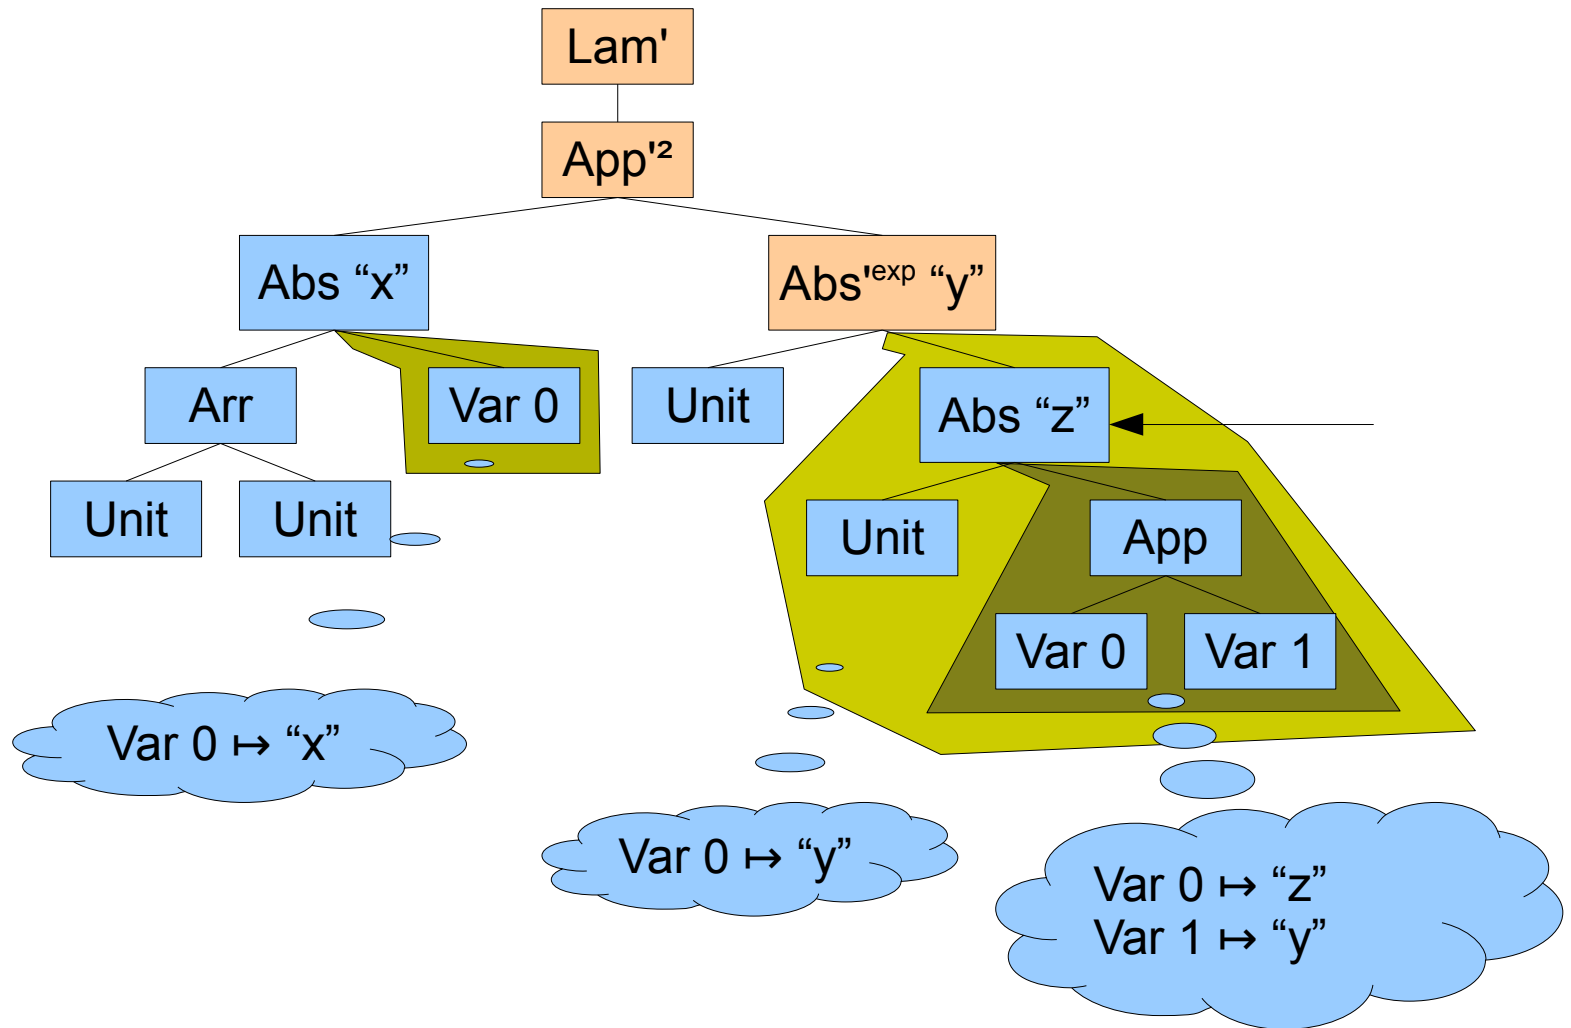 Lam'
App'²
Abs “x”
Abs'exp “y”
Arr
Var 0
Unit
Abs “z”
Unit
Unit
Unit
App
Var 0
Var 1
Var 0 ↦ “x”
Var 0 ↦ “y”
Var 0 ↦ “z”
Var 1 ↦ “y”